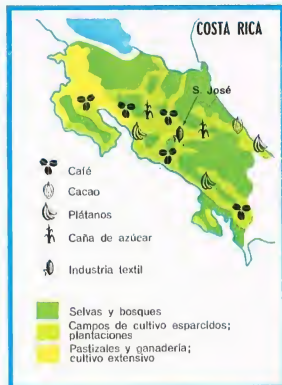 COSTA RICA
S. José
Café
Cacao
Plátanos
Caña de azúcar
Industria textil
Selvas y bosques
Campos de cultivo esparcidos;
plantaciones
Pastizales y ganadería;
cultivo extensivo